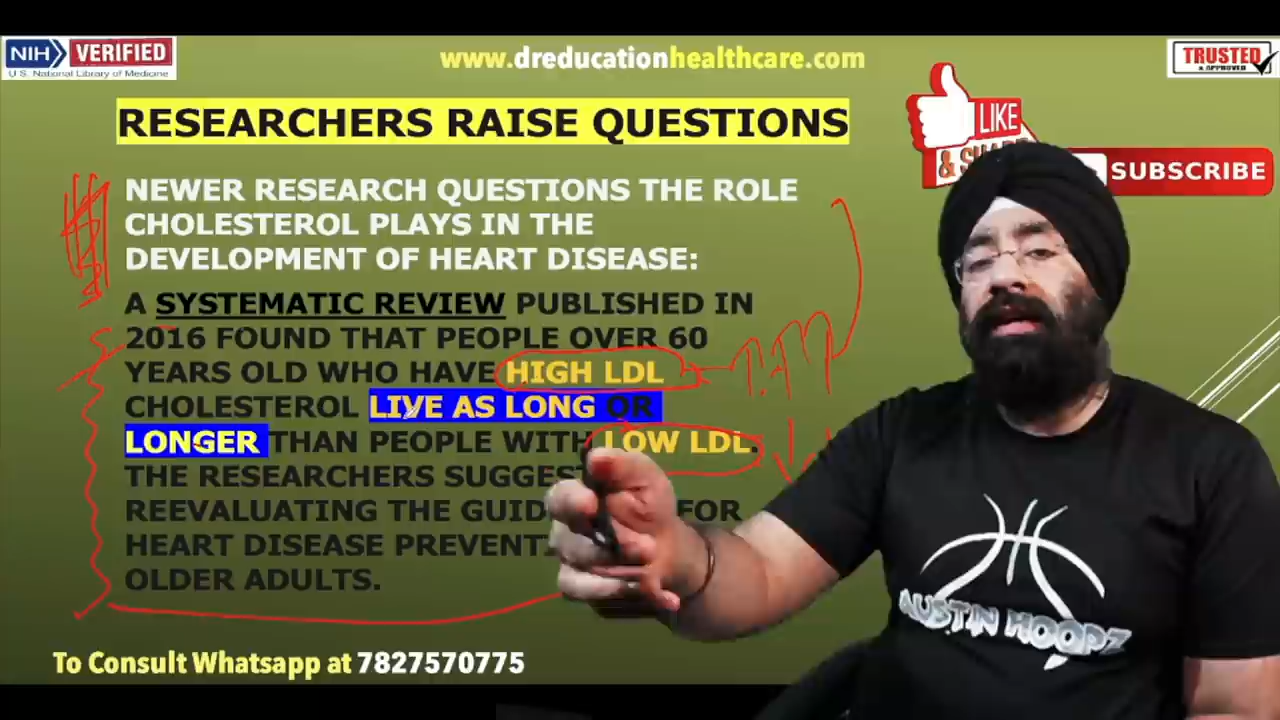 NIH VERIFIED
U.S. National Library of Medicine
www.dreducationhealthcare.com
TRUSTED
& APPROVED
RESEARCHERS RAISE QUESTIONS
LIKE
SUBSCRIBE
NEWER RESEARCH QUESTIONS THE ROLE
CHOLESTEROL PLAYS IN THE
DEVELOPMENT OF HEART DISEASE:
A SYSTEMATIC REVIEW PUBLISHED IN
2016 FOUND THAT PEOPLE OVER 60
YEARS OLD WHO HAVE HIGH LDL
CHOLESTEROL LIVE AS LONG OR
LONGER THAN PEOPLE WITH LOW LDL.
THE RESEARCHERS SUGGEST
REEVALUATING THE FOR
HEART DISEASE
OLDER ADULTS.
AUSTIN HOOPZ
To Consult Whatsapp at 7827570775